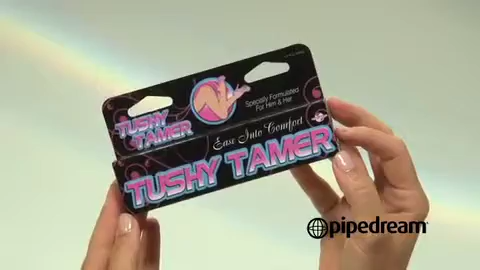 TUSHY
TAMER
Specially Formulated
For Him & Her
Ease Into Comfort
TUSHY TAMER
pipedream